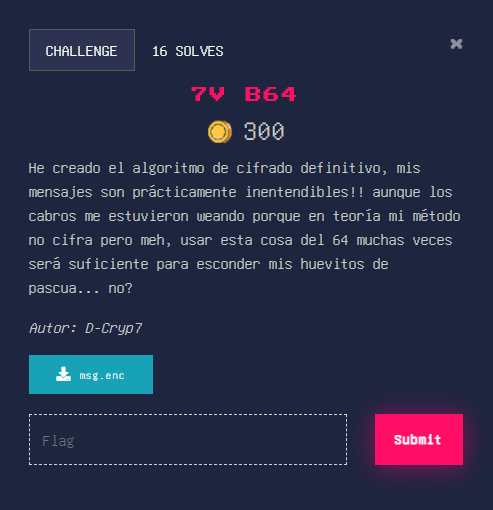 CHALLENGE 16 SOLVES
7V B64
300
He creado el algoritmo de cifrado definitivo, mis
mensajes son prácticamente inentendibles!! aunque los
cabros me estuvieron weando porque en teoría mi método
no cifra pero meh, usar esta cosa del 64 muchas veces
será suficiente para esconder mis huevitos de
pascua... no?
Autor: D-Cryp7
msg.enc
Flag
Submit